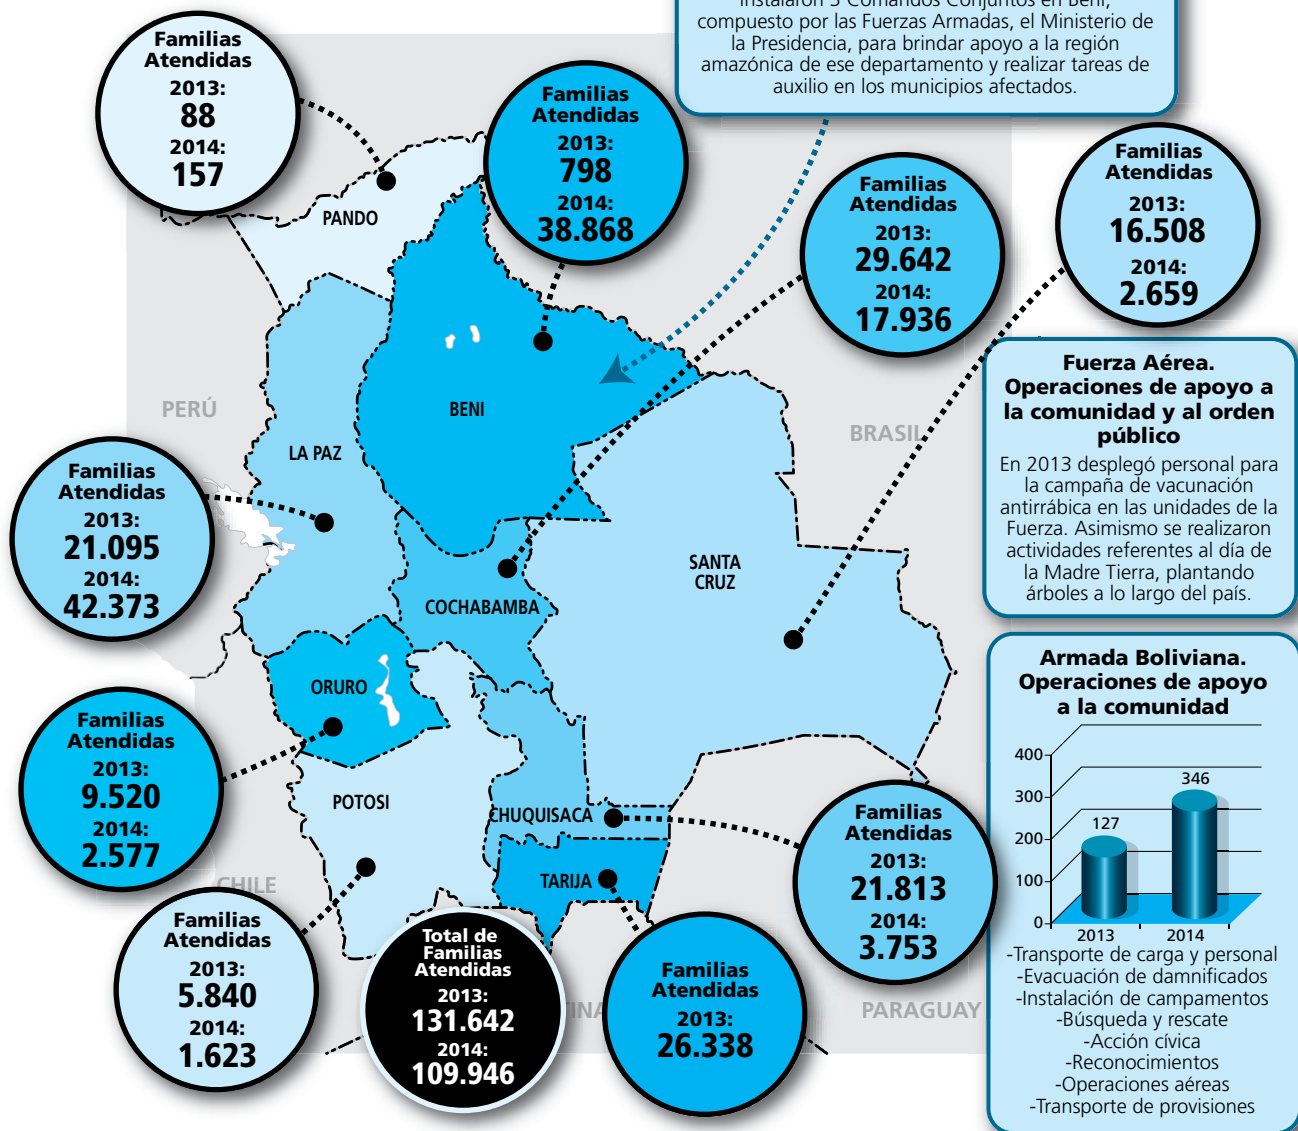 instalaron 3 Comandos Conjuntos en Beni,
compuesto por las Fuerzas Armadas, el Ministerio de
la Presidencia, para brindar apoyo a la región
amazónica de ese departamento y realizar tareas de
auxilio en los municipios afectados.
Familias
Atendidas
2013:
88
2014:
157
Familias
Atendidas
2013:
798
2014:
38.868
Familias
Atendidas
2013:
29.642
2014:
17.936
Familias
Atendidas
2013:
16.508
2014:
2.659
PANDO
PERÚ
BENI
BRASIL
LA PAZ
Fuerza Aérea.
Operaciones de apoyo a
la comunidad y al orden
público
En 2013 desplegó personal para
la campaña de vacunación
antirrábica en las unidades de la
Fuerza. Asimismo se realizaron
actividades referentes al día de
la Madre Tierra, plantando
árboles a lo largo del país.
Familias
Atendidas
2013:
21.095
2014:
42.373
SANTA
CRUZ
COCHABAMBA
ORURO
Familias
Atendidas
2013:
9.520
2014:
2.577
POTOSI
CHUQUISACA
TARIJA
CHILE
Familias
Atendidas
2013:
21.813
2014:
3.753
Familias
Atendidas
2013:
5.840
2014:
1.623
Total de
Familias
Atendidas
2013:
131.642
2014:
109.946
TINA
Familias
Atendidas
2013:
26.338
PARAGUAY
Armada Boliviana.
Operaciones de apoyo
a la comunidad
400
300
200
100
0
127
346
2013 2014
-Transporte de carga y personal
-Evacuación de damnificados
-Instalación de campamentos
-Búsqueda y rescate
-Acción cívica
-Reconocimientos
-Operaciones aéreas
-Transporte de provisiones